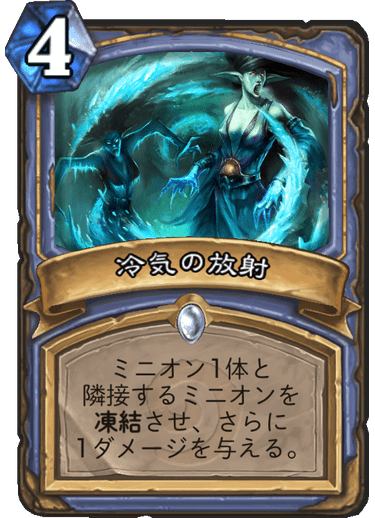 4
冷気の放射
ミニオン1体と
隣接するミニオンを
凍結させ、さらに
1ダメージを与える。